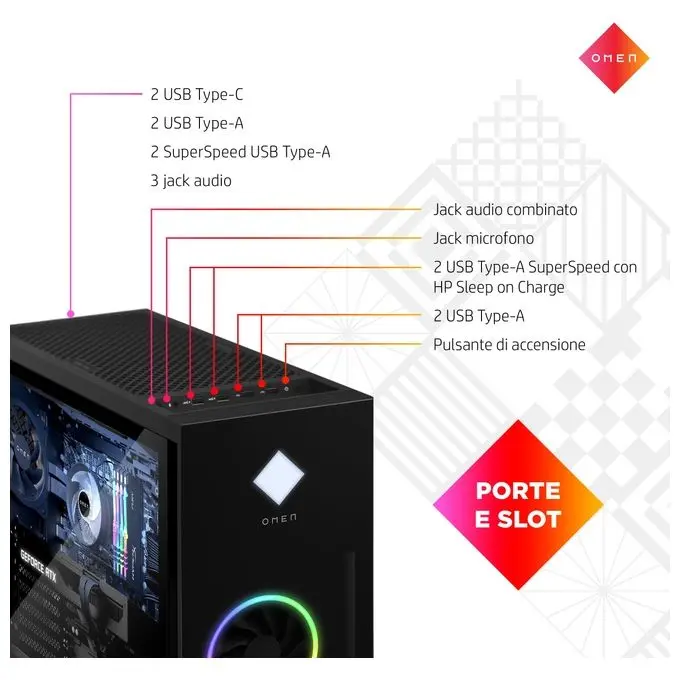 OMEN
2 USB Type-C
2 USB Type-A
2 SuperSpeed USB Type-A
3 jack audio
Jack audio combinato
Jack microfono
2 USB Type-A SuperSpeed con
HP Sleep on Charge
2 USB Type-A
Pulsante di accensione
OMEN
GEFORCE RTX
OMEN
PORTE
E SLOT